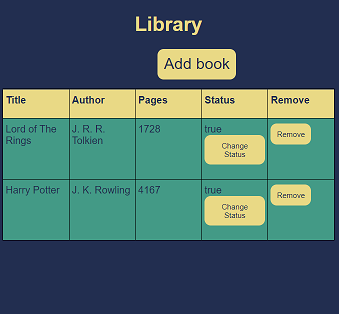 Library
Add book
Title Author Pages Status Remove
Lord of The J. R. R. 1728 true Remove
Rings Tolkien
Change
Status
Harry Potter J. K. Rowling 4167 true Remove
Change
Status